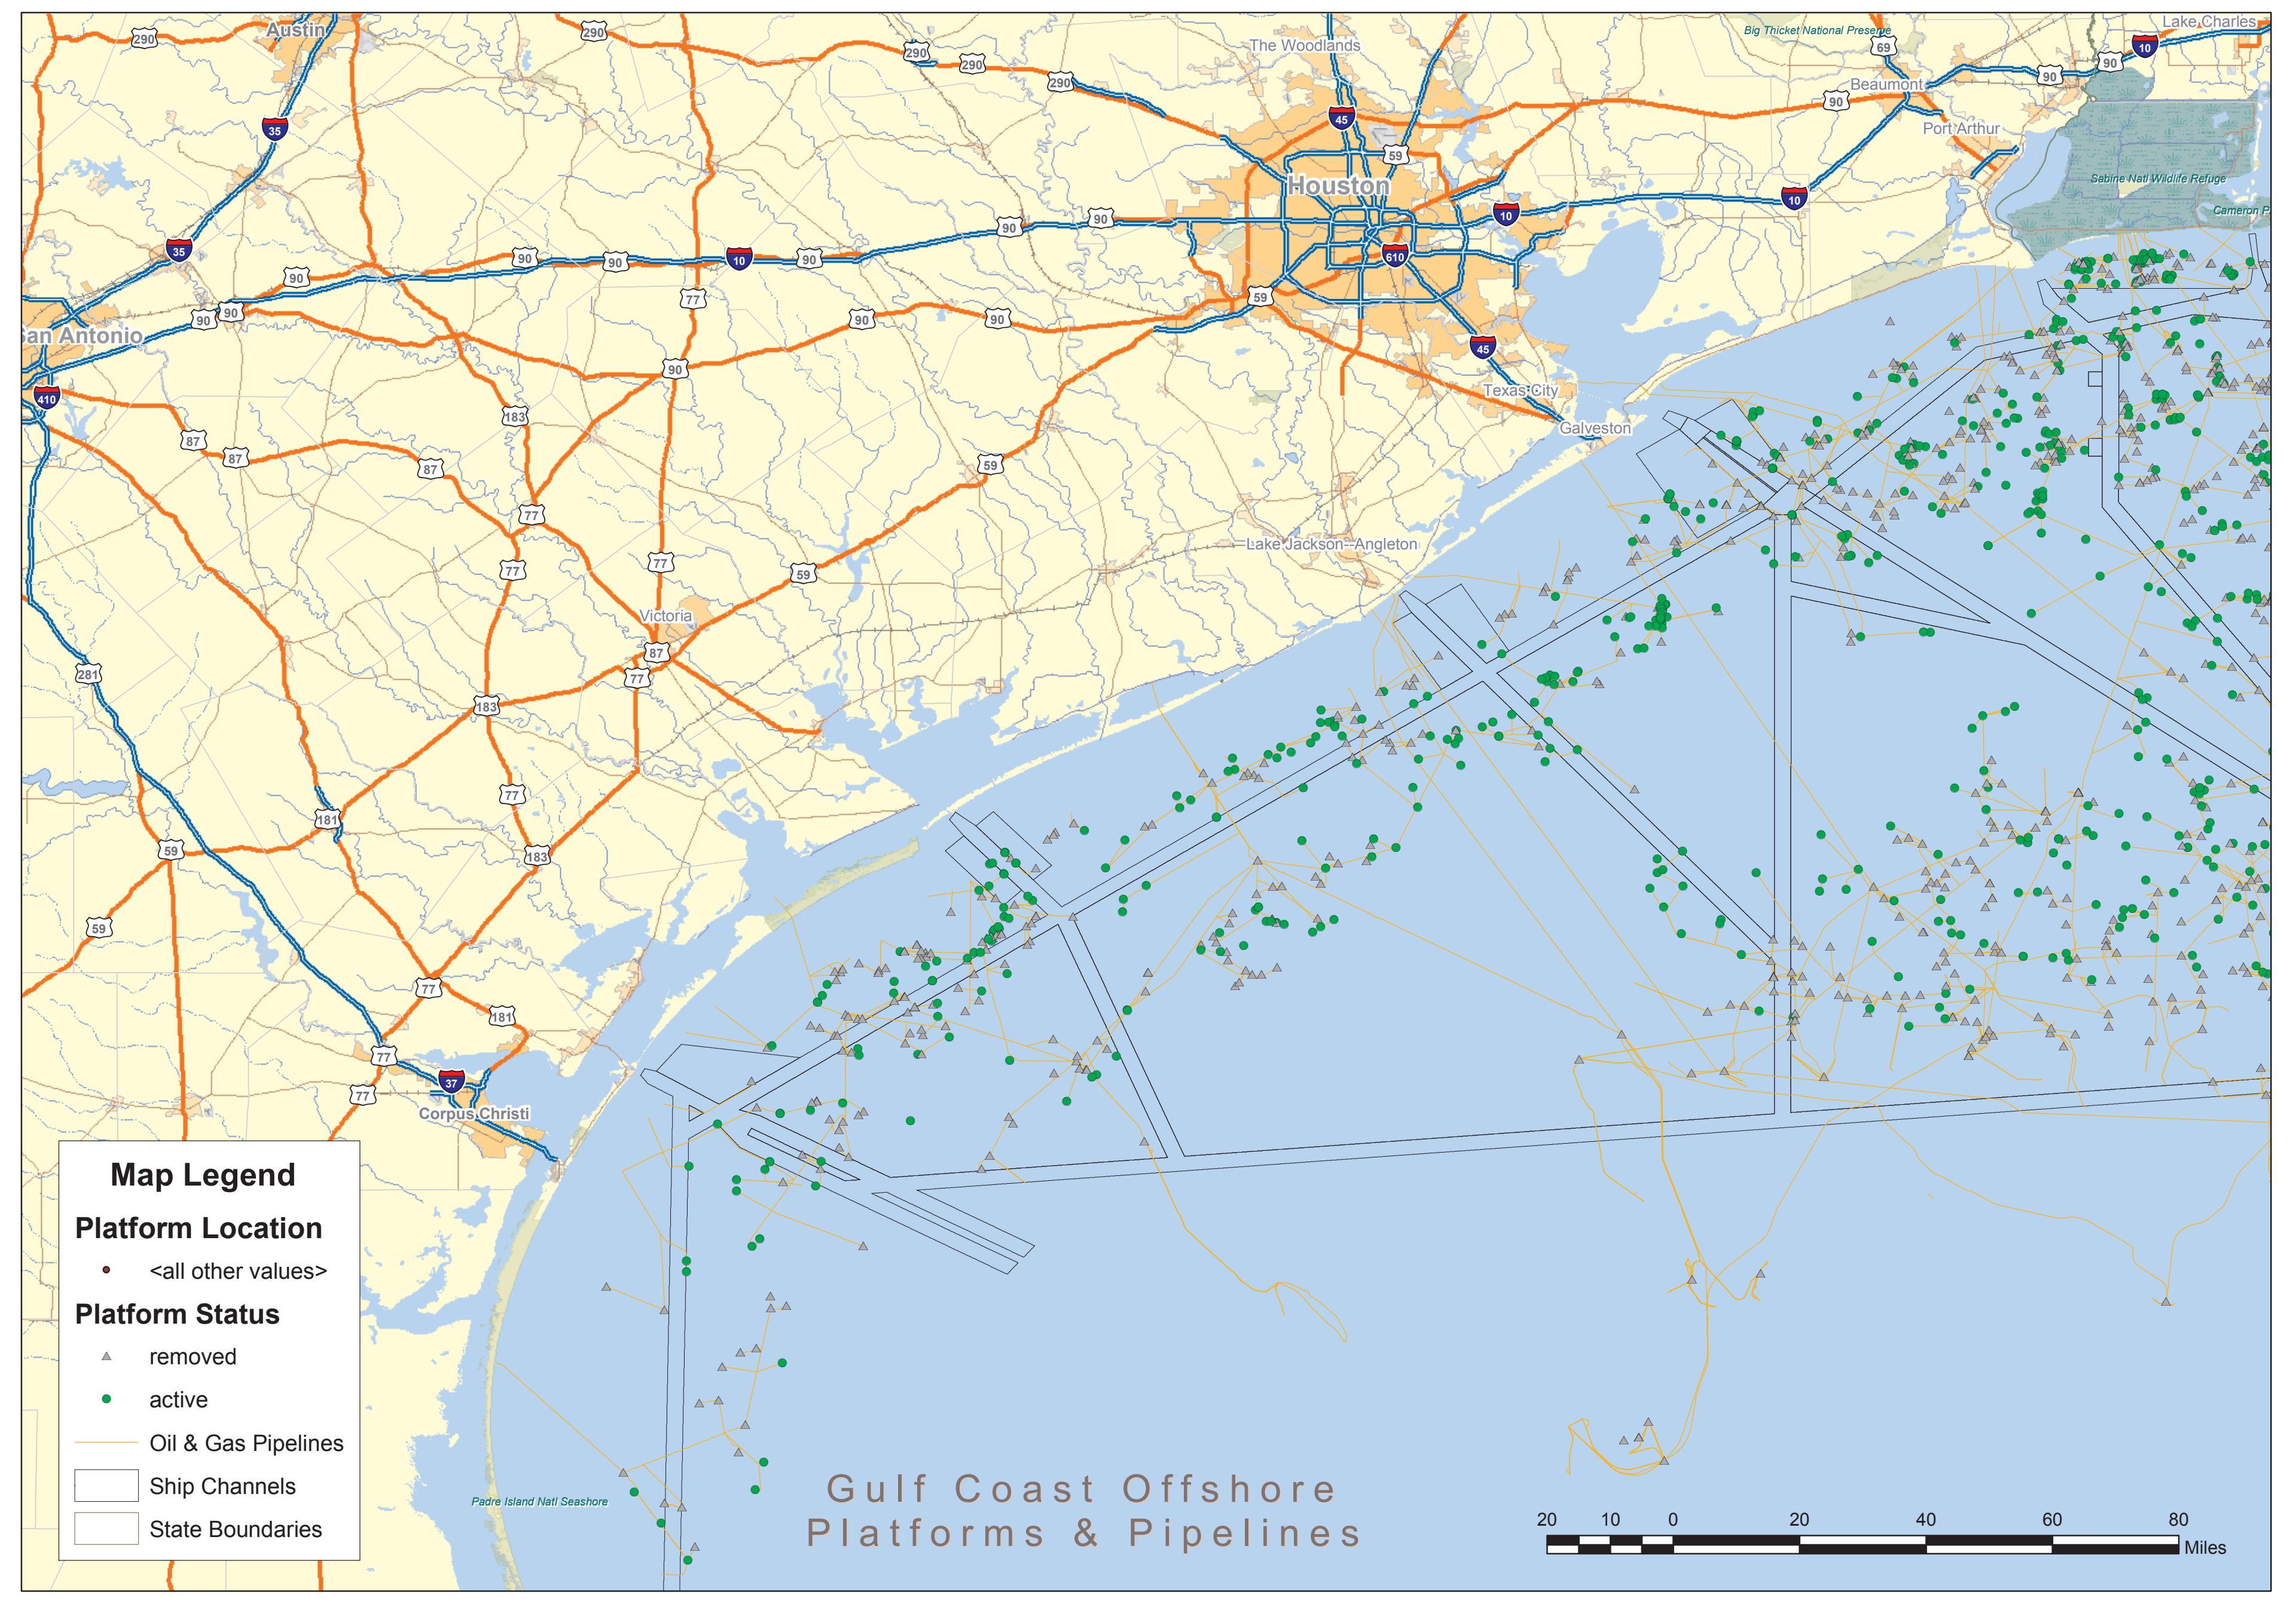 Austin
290
290
290
290
290
The Woodlands
Big Thicket National Preserve
69
Lake Charles
10
90
90
Beaumont
90
Port Arthur
35
45
59
Houston
Sabine Natl Wildlife Refuge
Cameron P
10
10
90
90
35
90
90
10
90
610
90
77
59
90
90
90
90
San Antonio
45
90
410
Texas City
183
Galveston
87
87
87
59
77
Lake Jackson--Angleton
77
77
59
Victoria
87
281
77
183
77
181
59
183
59
77
181
77
37
77
Corpus Christi
Map Legend
Platform Location
<all other values>
Platform Status
removed
active
Oil & Gas Pipelines
Ship Channels
State Boundaries
Padre Island Natl Seashore
Gulf Coast Offshore
Platforms & Pipelines
20 10 0 20 40 60 80
Miles